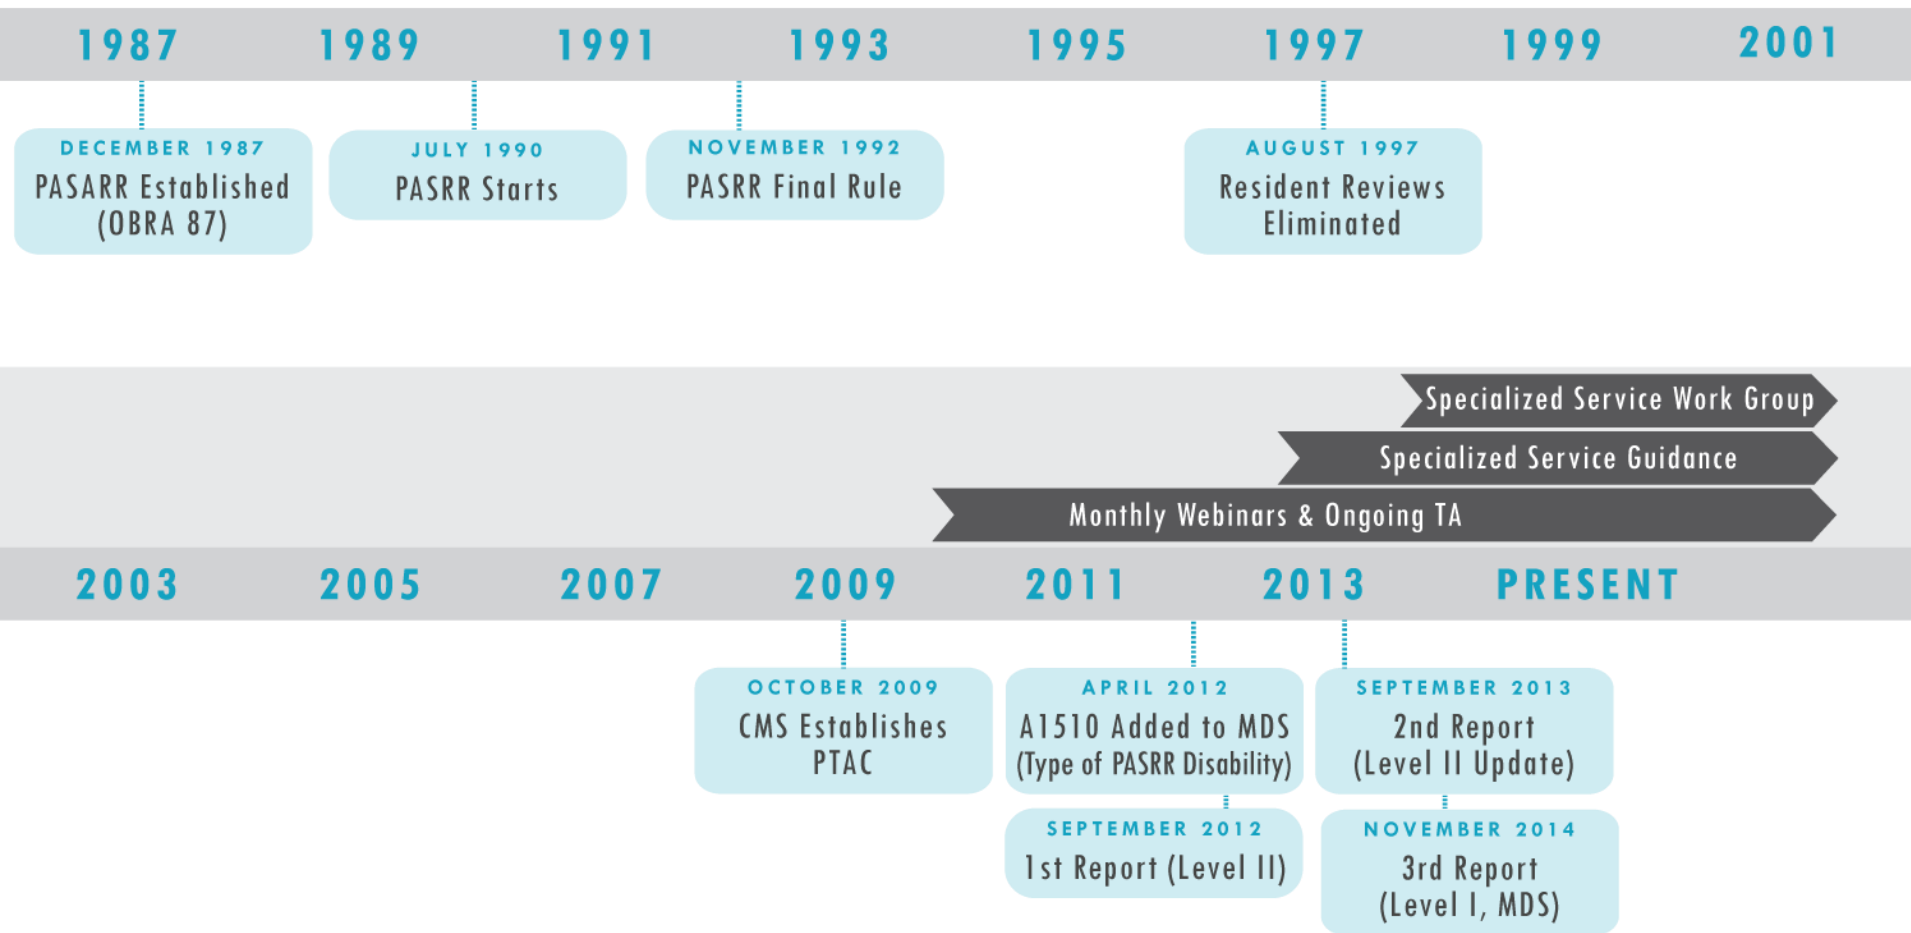 1987 1989 1991 1993 1995 1997 1999 2001
DECEMBER 1987
PASARR Established
(OBRA 87)
JULY 1990
PASRR Starts
NOVEMBER 1992
PASRR Final Rule
AUGUST 1997
Resident Reviews
Eliminated
Specialized Service Work Group
Specialized Service Guidance
Monthly Webinars & Ongoing TA
2003 2005 2007 2009 2011 2013 PRESENT
OCTOBER 2009
CMS Establishes
PTAC
APRIL 2012
A1510 Added to MDS
(Type of PASRR Disability)
SEPTEMBER 2012
1st Report (Level II)
SEPTEMBER 2013
2nd Report
(Level II Update)
NOVEMBER 2014
3rd Report
(Level I, MDS)